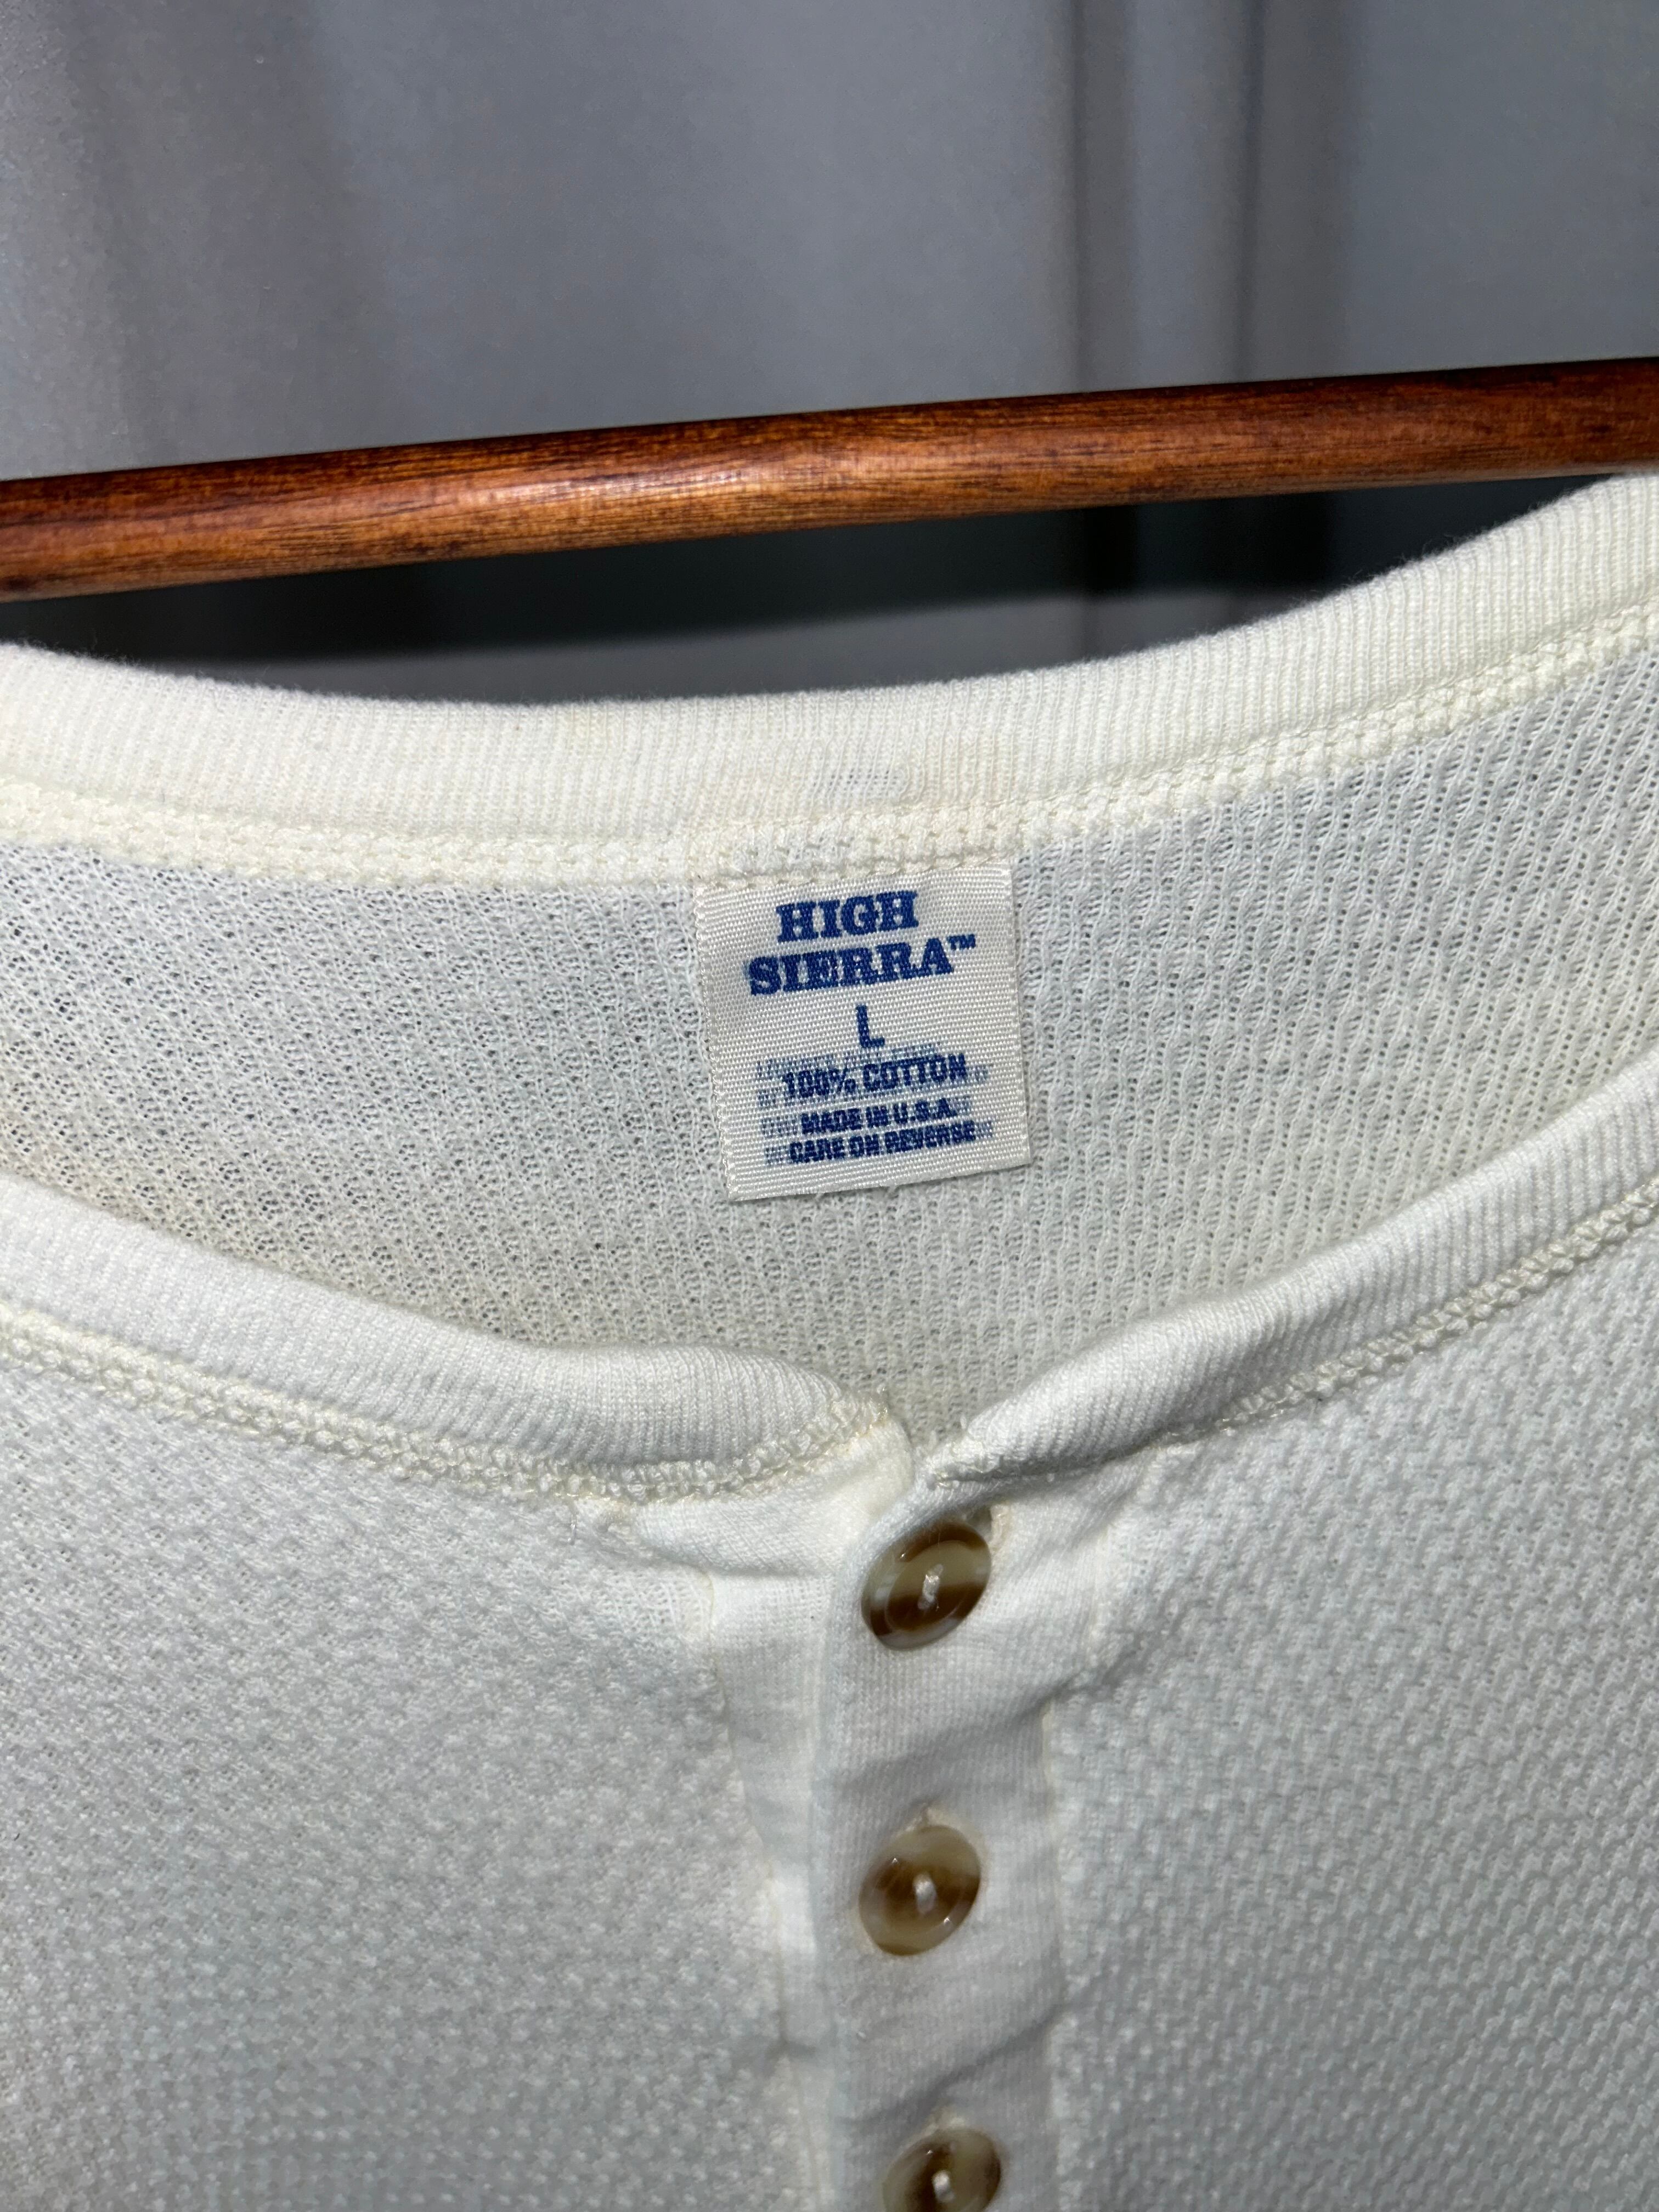 HIGH
SIERRA™
L
100% COTTON
MADE IN U.S.A.
CARE ON REVERSE